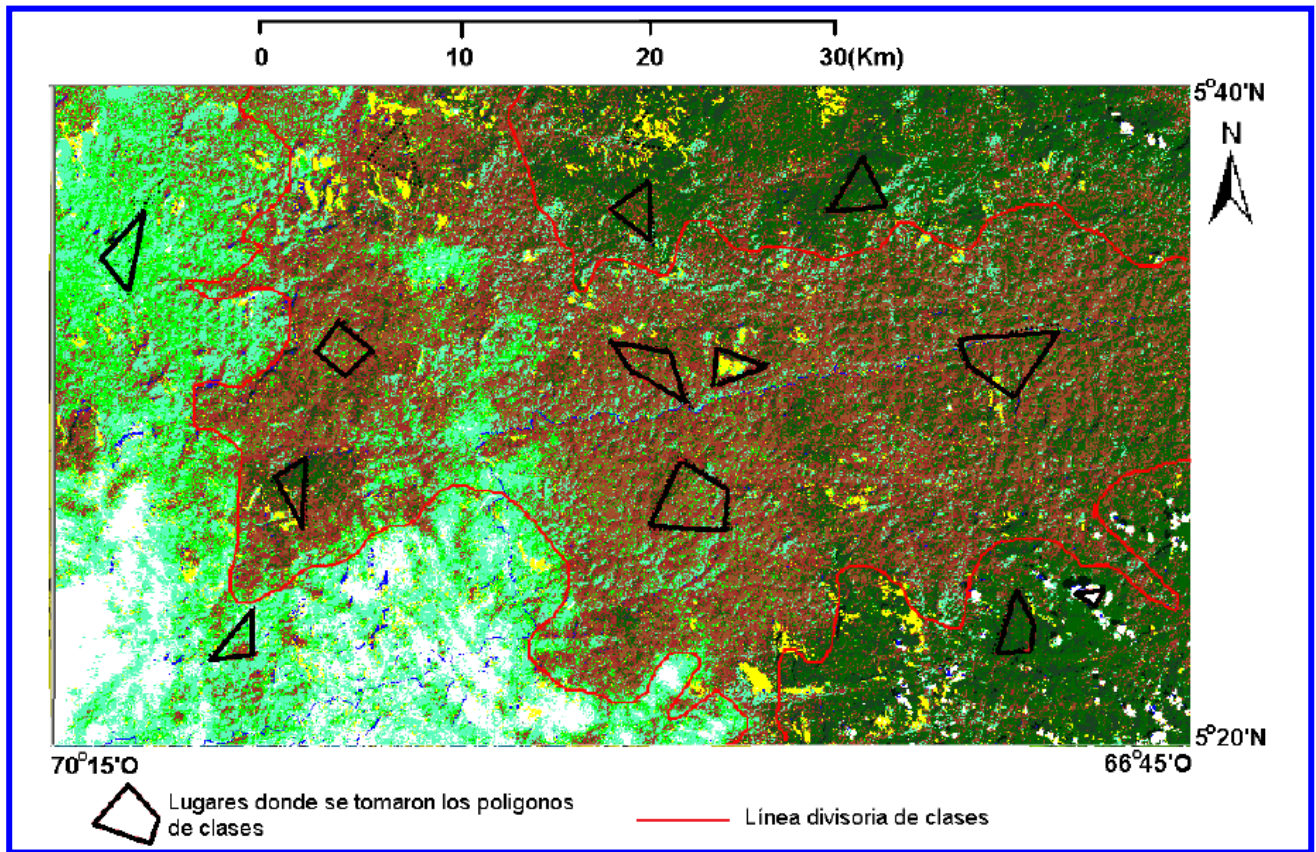 0 10 20 30(Km)
5°40'N
N
5°20'N
70°15'O 66°45'O
Lugares donde se tomaron los poligonos
de clases
Línea divisoria de clases